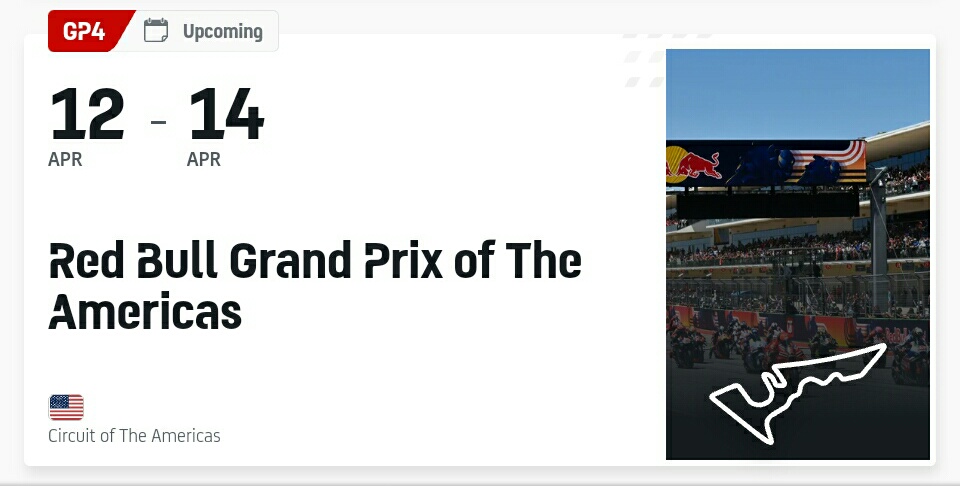 GP4 Upcoming
12 - 14
APR APR
Red Bull Grand Prix of The
Americas
Circuit of The Americas